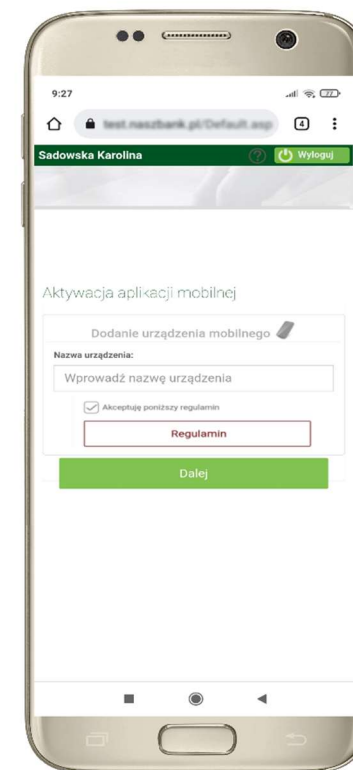 9:27
77
test.naszbank.pl/Default.asp
4
Sadowska Karolina
?
Wyloguj
Aktywacja aplikacji mobilnej
Dodanie urządzenia mobilnego
Nazwa urządzenia:
Wprowadź nazwę urządzenia
Akceptuję poniższy regulamin
Regulamin
Dalej